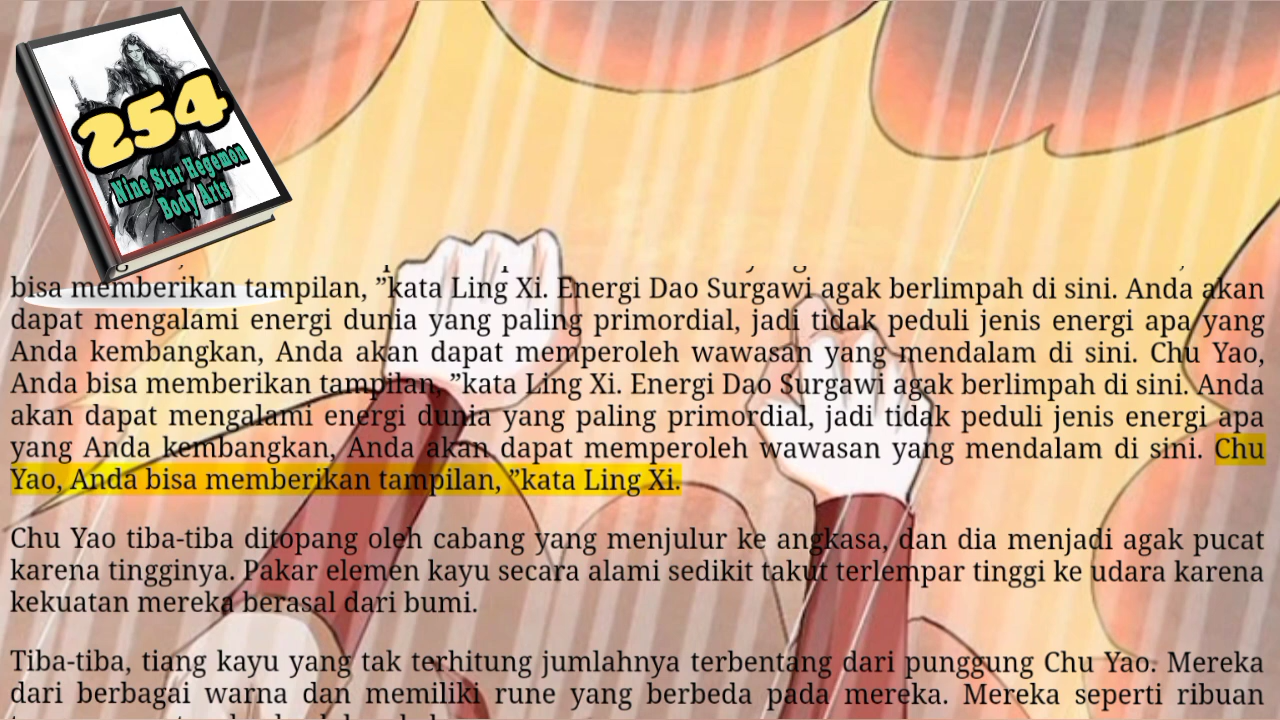 254
Nine Star Hegemon
Body Arts
bisa memberikan tampilan, ”kata Ling Xi. Energi Dao Surgawi agak berlimpah di sini. Anda akan
dapat mengalami energi dunia yang paling primordial, jadi tidak peduli jenis energi apa yang
Anda kembangkan, Anda akan dapat memperoleh wawasan yang mendalam di sini. Chu Yao,
Anda bisa memberikan tampilan, ”kata Ling Xi. Energi Dao Surgawi agak berlimpah di sini. Anda
akan dapat mengalami energi dunia yang paling primordial, jadi tidak peduli jenis energi apa
yang Anda kembangkan, Anda akan dapat memperoleh wawasan yang mendalam di sini. Chu
Yao, Anda bisa memberikan tampilan, ”kata Ling Xi.
Chu Yao tiba-tiba ditopang oleh cabang yang menjulur ke angkasa, dan dia menjadi agak pucat
karena tingginya. Pakar elemen kayu secara alami sedikit takut terlempar tinggi ke udara karena
kekuatan mereka berasal dari bumi.
Tiba-tiba, tiang kayu yang tak terhitung jumlahnya terbentang dari punggung Chu Yao. Mereka
dari berbagai warna dan memiliki rune yang berbeda pada mereka. Mereka seperti ribuan